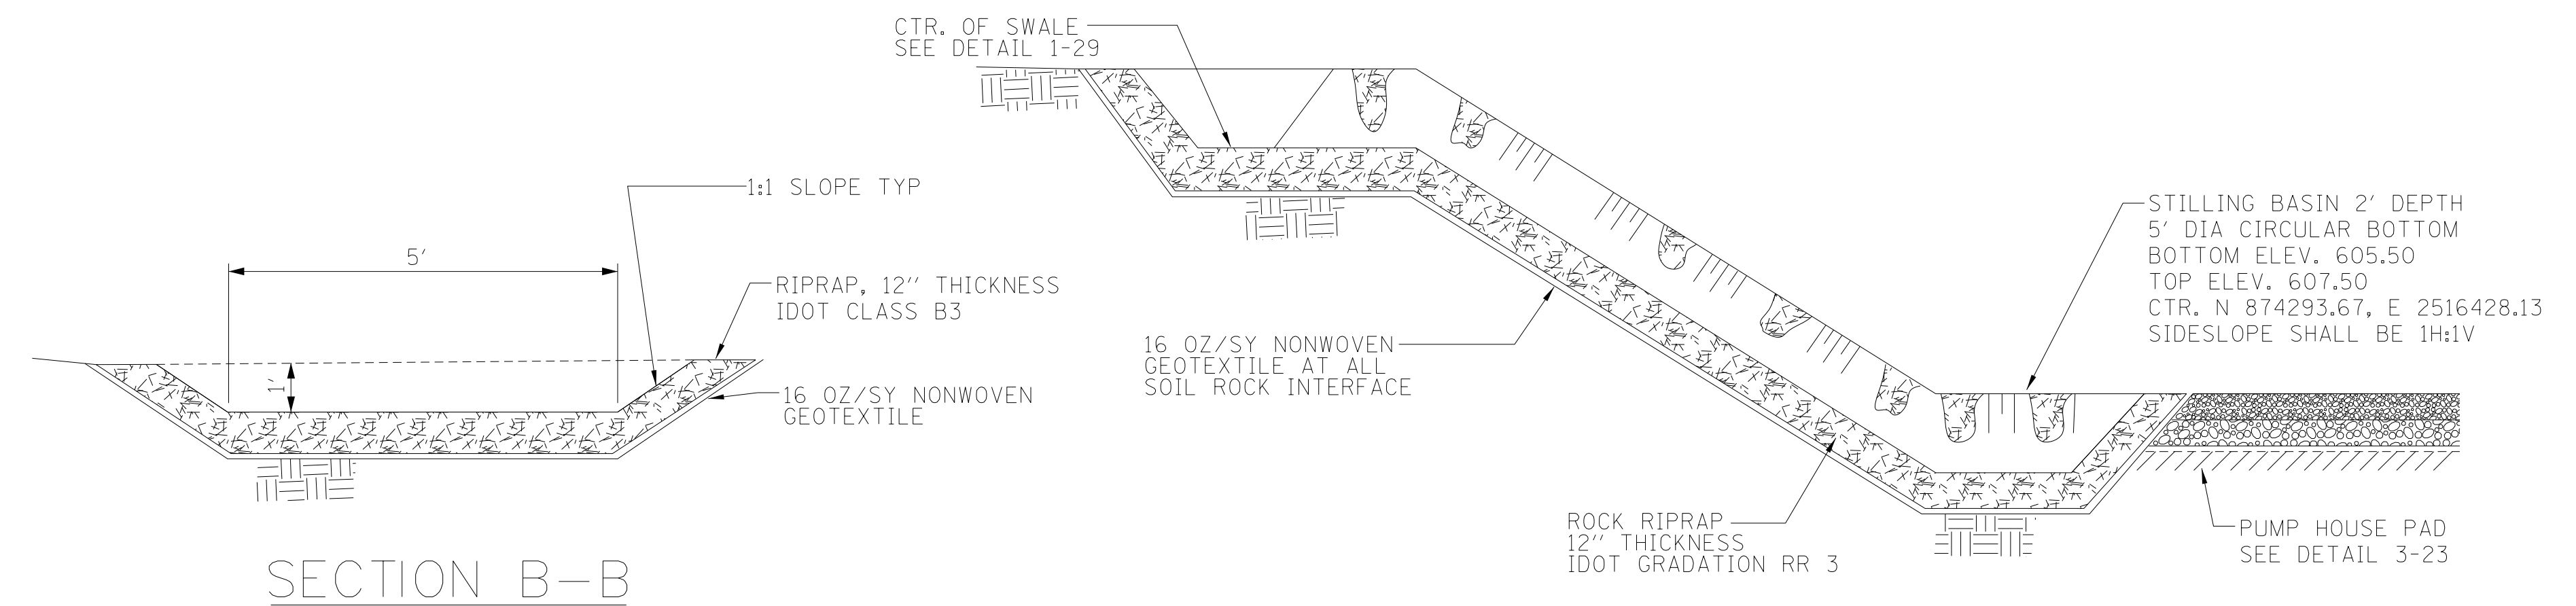 CTR. OF SWALE
SEE DETAIL 1-29
1:1 SLOPE TYP
5'
RIPRAP, 12" THICKNESS
IDOT CLASS B3
1'
16 OZ/SY NONWOVEN
GEOTEXTILE
SECTION B-B
16 OZ/SY NONWOVEN
GEOTEXTILE AT ALL
SOIL ROCK INTERFACE
STILLING BASIN 2' DEPTH
5' DIA CIRCULAR BOTTOM
BOTTOM ELEV. 605.50
TOP ELEV. 607.50
CTR. N 874293.67, E 2516428.13
SIDESLOPE SHALL BE 1H:1V
ROCK RIPRAP
12" THICKNESS
IDOT GRADATION RR 3
PUMP HOUSE PAD
SEE DETAIL 3-23